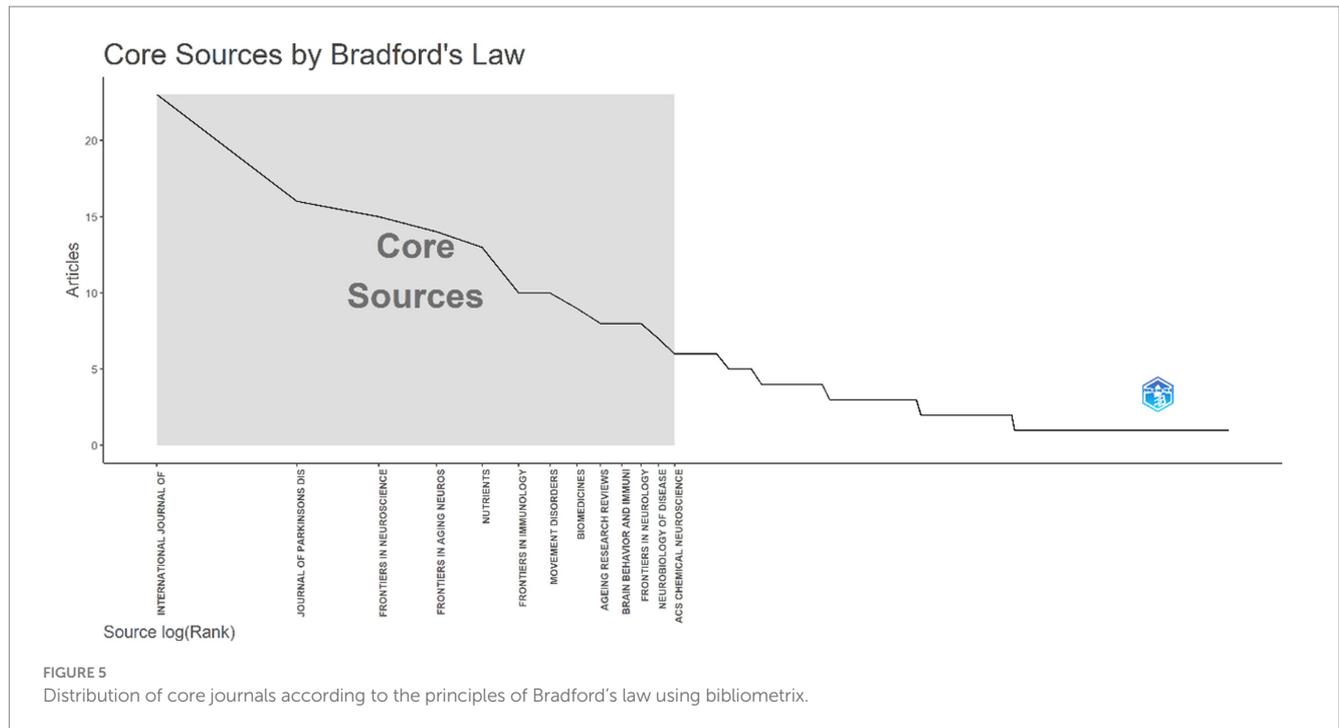 Core Sources by Bradford's Law
Articles
20
15
10
5
0
Core
Sources
INTERNATIONAL JOURNAL OF
JOURNAL OF PARKINSONS DIS
FRONTIERS IN NEUROSCIENCE
FRONTIERS IN AGING NEUROS
NUTRIENTS
FRONTIERS IN IMMUNOLOGY
MOVEMENT DISORDERS
BIOMEDICINES
AGEING RESEARCH REVIEWS
BRAIN BEHAVIOR AND IMMUNI
FRONTIERS IN NEUROLOGY
NEUROBIOLOGY OF DISEASE
ACS CHEMICAL NEUROSCIENCE
Source log(Rank)
FIGURE 5
Distribution of core journals according to the principles of Bradford’s law using bibliometrix.